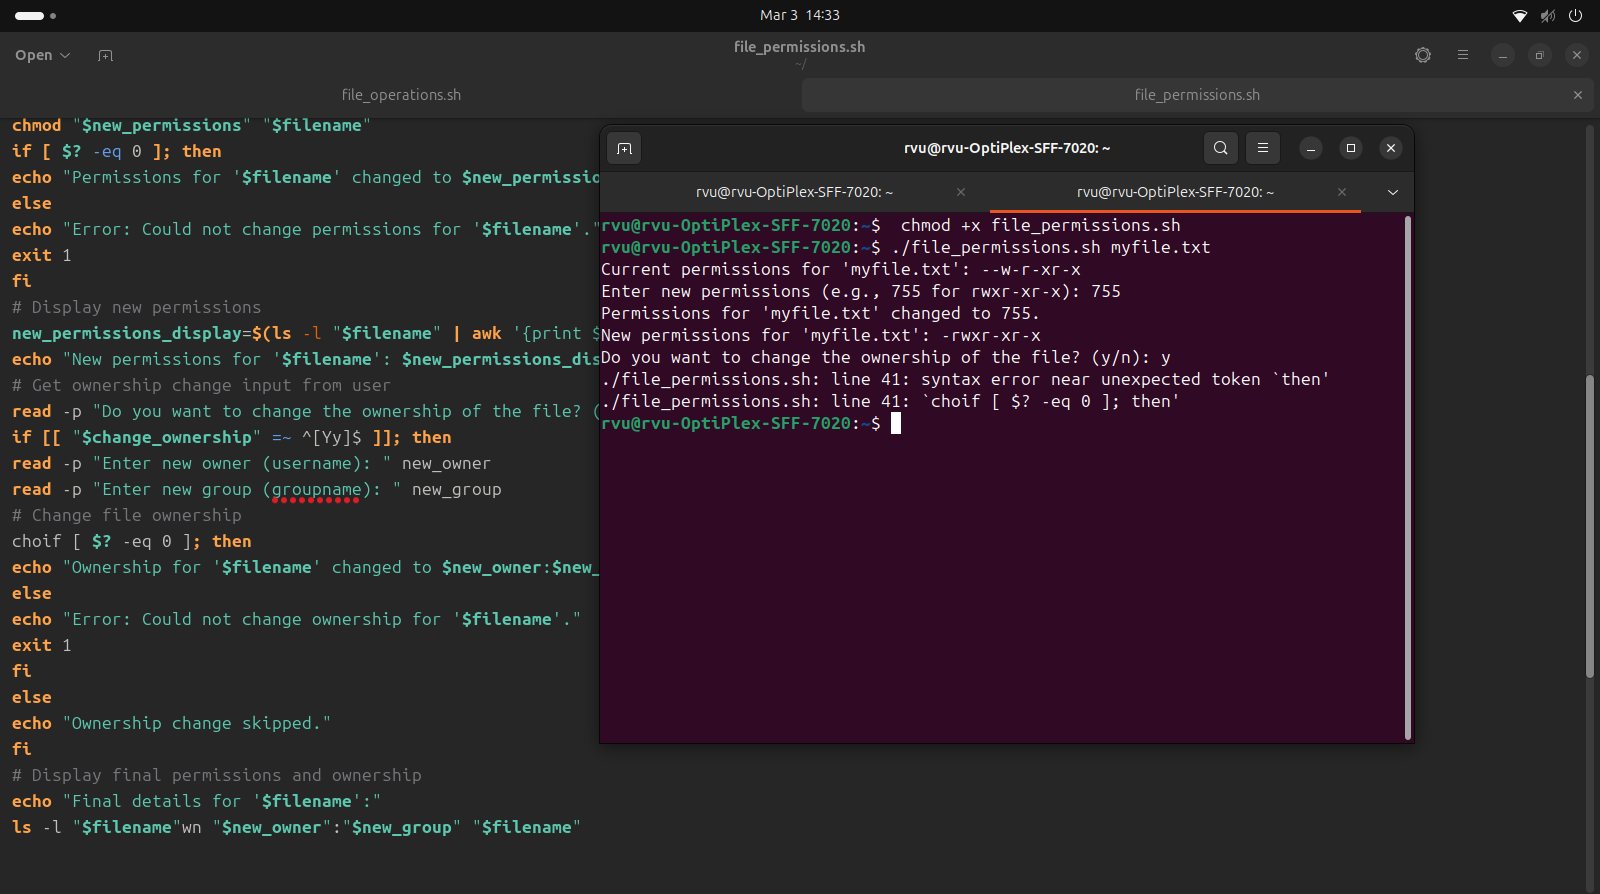 Mar 3 14:33
Open
file_permissions.sh
~/
file_operations.sh
file_permissions.sh
chmod "$new_permissions" "$filename"
if [ $? -eq 0 ]; then
echo "Permissions for '$filename' changed to $new_permissio
else
echo "Error: Could not change permissions for '$filename'."
exit 1
fi
# Display new permissions
new_permissions_display=$(ls -l "$filename" | awk '{print $
echo "New permissions for '$filename': $new_permissions_dis
# Get ownership change input from user
read -p "Do you want to change the ownership of the file? (
if [[ "$change_ownership" =~ ^[Yy]$ ]]; then
read -p "Enter new owner (username): " new_owner
read -p "Enter new group (groupname): " new_group
# Change file ownership
choif [ $? -eq 0 ]; then
echo "Ownership for '$filename' changed to $new_owner:$new_
else
echo "Error: Could not change ownership for '$filename'."
exit 1
fi
else
echo "Ownership change skipped."
fi
# Display final permissions and ownership
echo "Final details for '$filename':"
ls -l "$filename"wn "$new_owner":"$new_group" "$filename"
rvu@rvu-OptiPlex-SFF-7020: ~
rvu@rvu-OptiPlex-SFF-7020: ~
rvu@rvu-OptiPlex-SFF-7020: ~
rvu@rvu-OptiPlex-SFF-7020:~$  chmod +x file_permissions.sh
rvu@rvu-OptiPlex-SFF-7020:~$ ./file_permissions.sh myfile.txt
Current permissions for 'myfile.txt': --w-r-xr-x
Enter new permissions (e.g., 755 for rwxr-xr-x): 755
Permissions for 'myfile.txt' changed to 755.
New permissions for 'myfile.txt': -rwxr-xr-x
Do you want to change the ownership of the file? (y/n): y
./file_permissions.sh: line 41: syntax error near unexpected token `then'
./file_permissions.sh: line 41: `choif [ $? -eq 0 ]; then'
rvu@rvu-OptiPlex-SFF-7020:~$